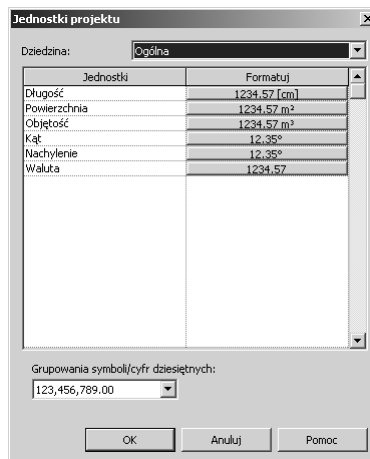 Jednostki projektu
Dziedzina: Ogólna
Jednostki Formatuj
Długość 1234.57 [cm]
Powierzchnia 1234.57 m²
Objętość 1234.57 m³
Kąt 12.35°
Nachylenie 12.35°
Waluta 1234.57
Grupowania symboli/cyfr dziesiętnych:
123,456,789.00
OK Anuluj Pomoc